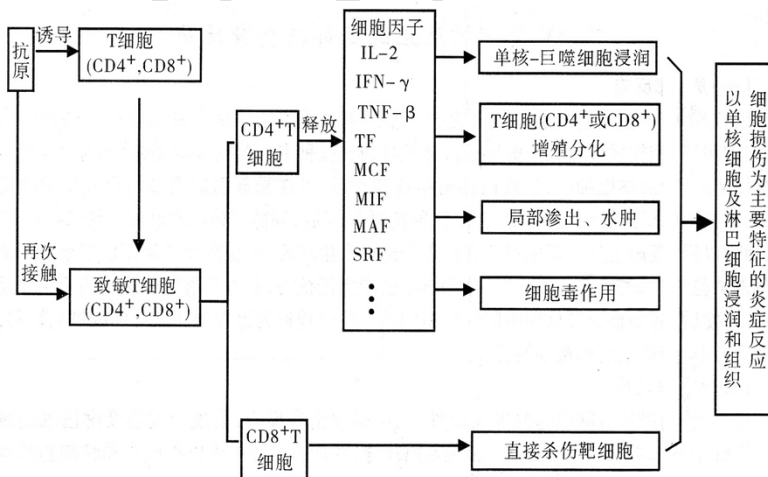 抗原
诱导
T细胞
(CD4⁺,CD8⁺)
再次
接触
致敏T细胞
(CD4⁺,CD8⁺)
CD4⁺T
细胞
释放
细胞因子
IL-2
IFN-γ
TNF-β
TF
MCF
MIF
MAF
SRF
单核-巨噬细胞浸润
T细胞(CD4⁺或CD8⁺)
增殖分化
局部渗出、水肿
细胞毒作用
CD8⁺T
细胞
直接杀伤靶细胞
以单核细胞及淋巴细胞浸润和组织
细胞损伤为主要特征的炎症反应